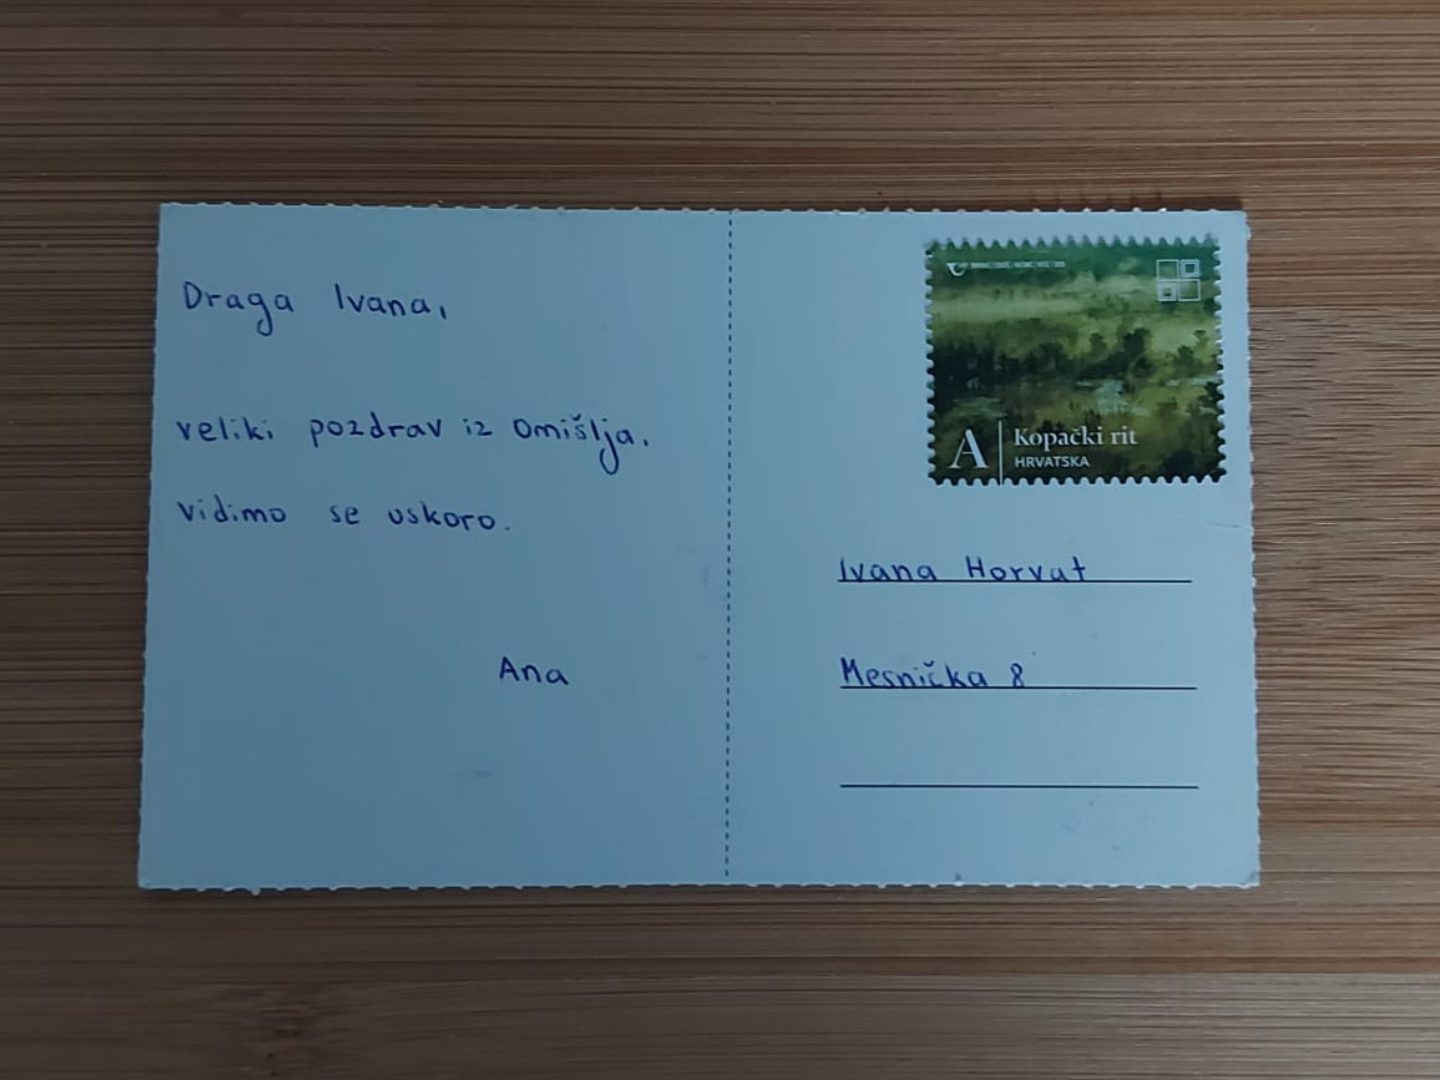 Draga Ivana,
veliki pozdrav iz Omišlja.
vidimo se uskoro.
Ana
A
Kopački rit
HRVATSKA
Ivana Horvat
Mesnička 8